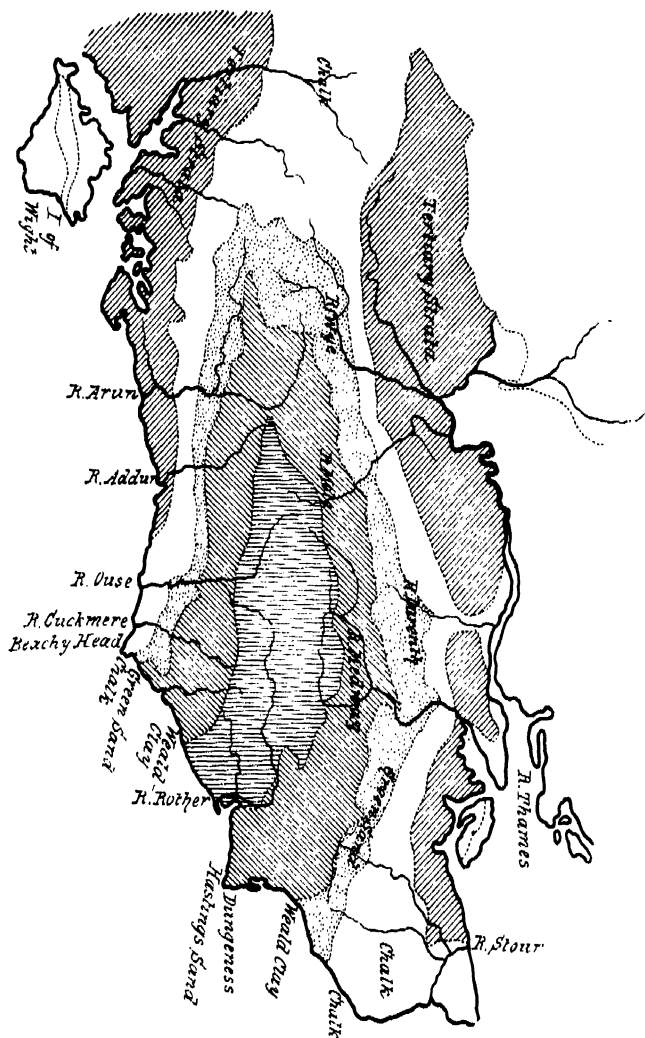 Chalk
Tertiary Strata
I of
Wight
Tertiary Strata
R. Wye
R. Arun
R. Mole
R. Addur
R. Ouse
R. Cuckmere
Beachy Head
Chalk
Green Sand
Weald
Clay
R. Medway
R. Rother
Greensand
R. Thames
Hastings Sand
Dungeness
Weald Clay
Chalk
Chalk
R. Stour